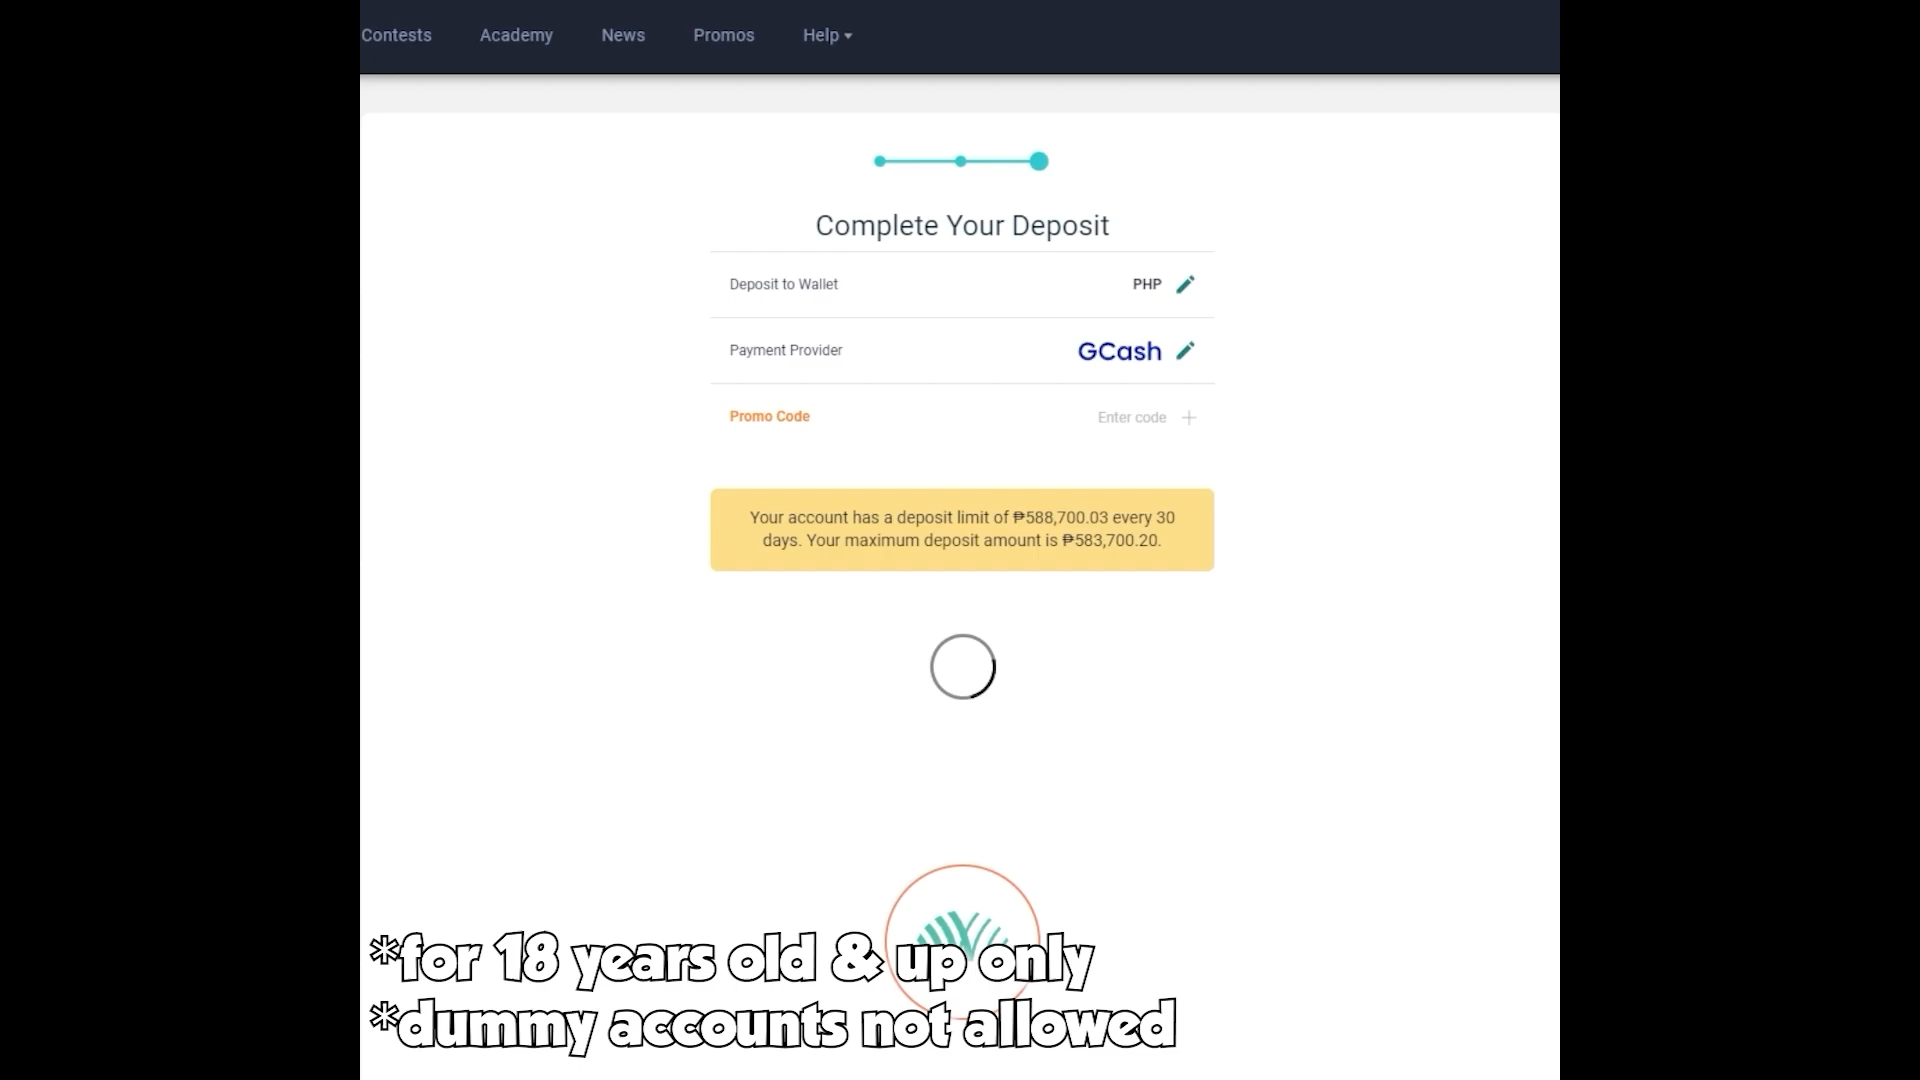 Contests Academy News Promos Help
Complete Your Deposit
Deposit to Wallet PHP
Payment Provider GCash
Promo Code Enter code
Your account has a deposit limit of ₱588,700.03 every 30
days. Your maximum deposit amount is ₱583,700.20.
*for 18 years old & up only
*dummy accounts not allowed